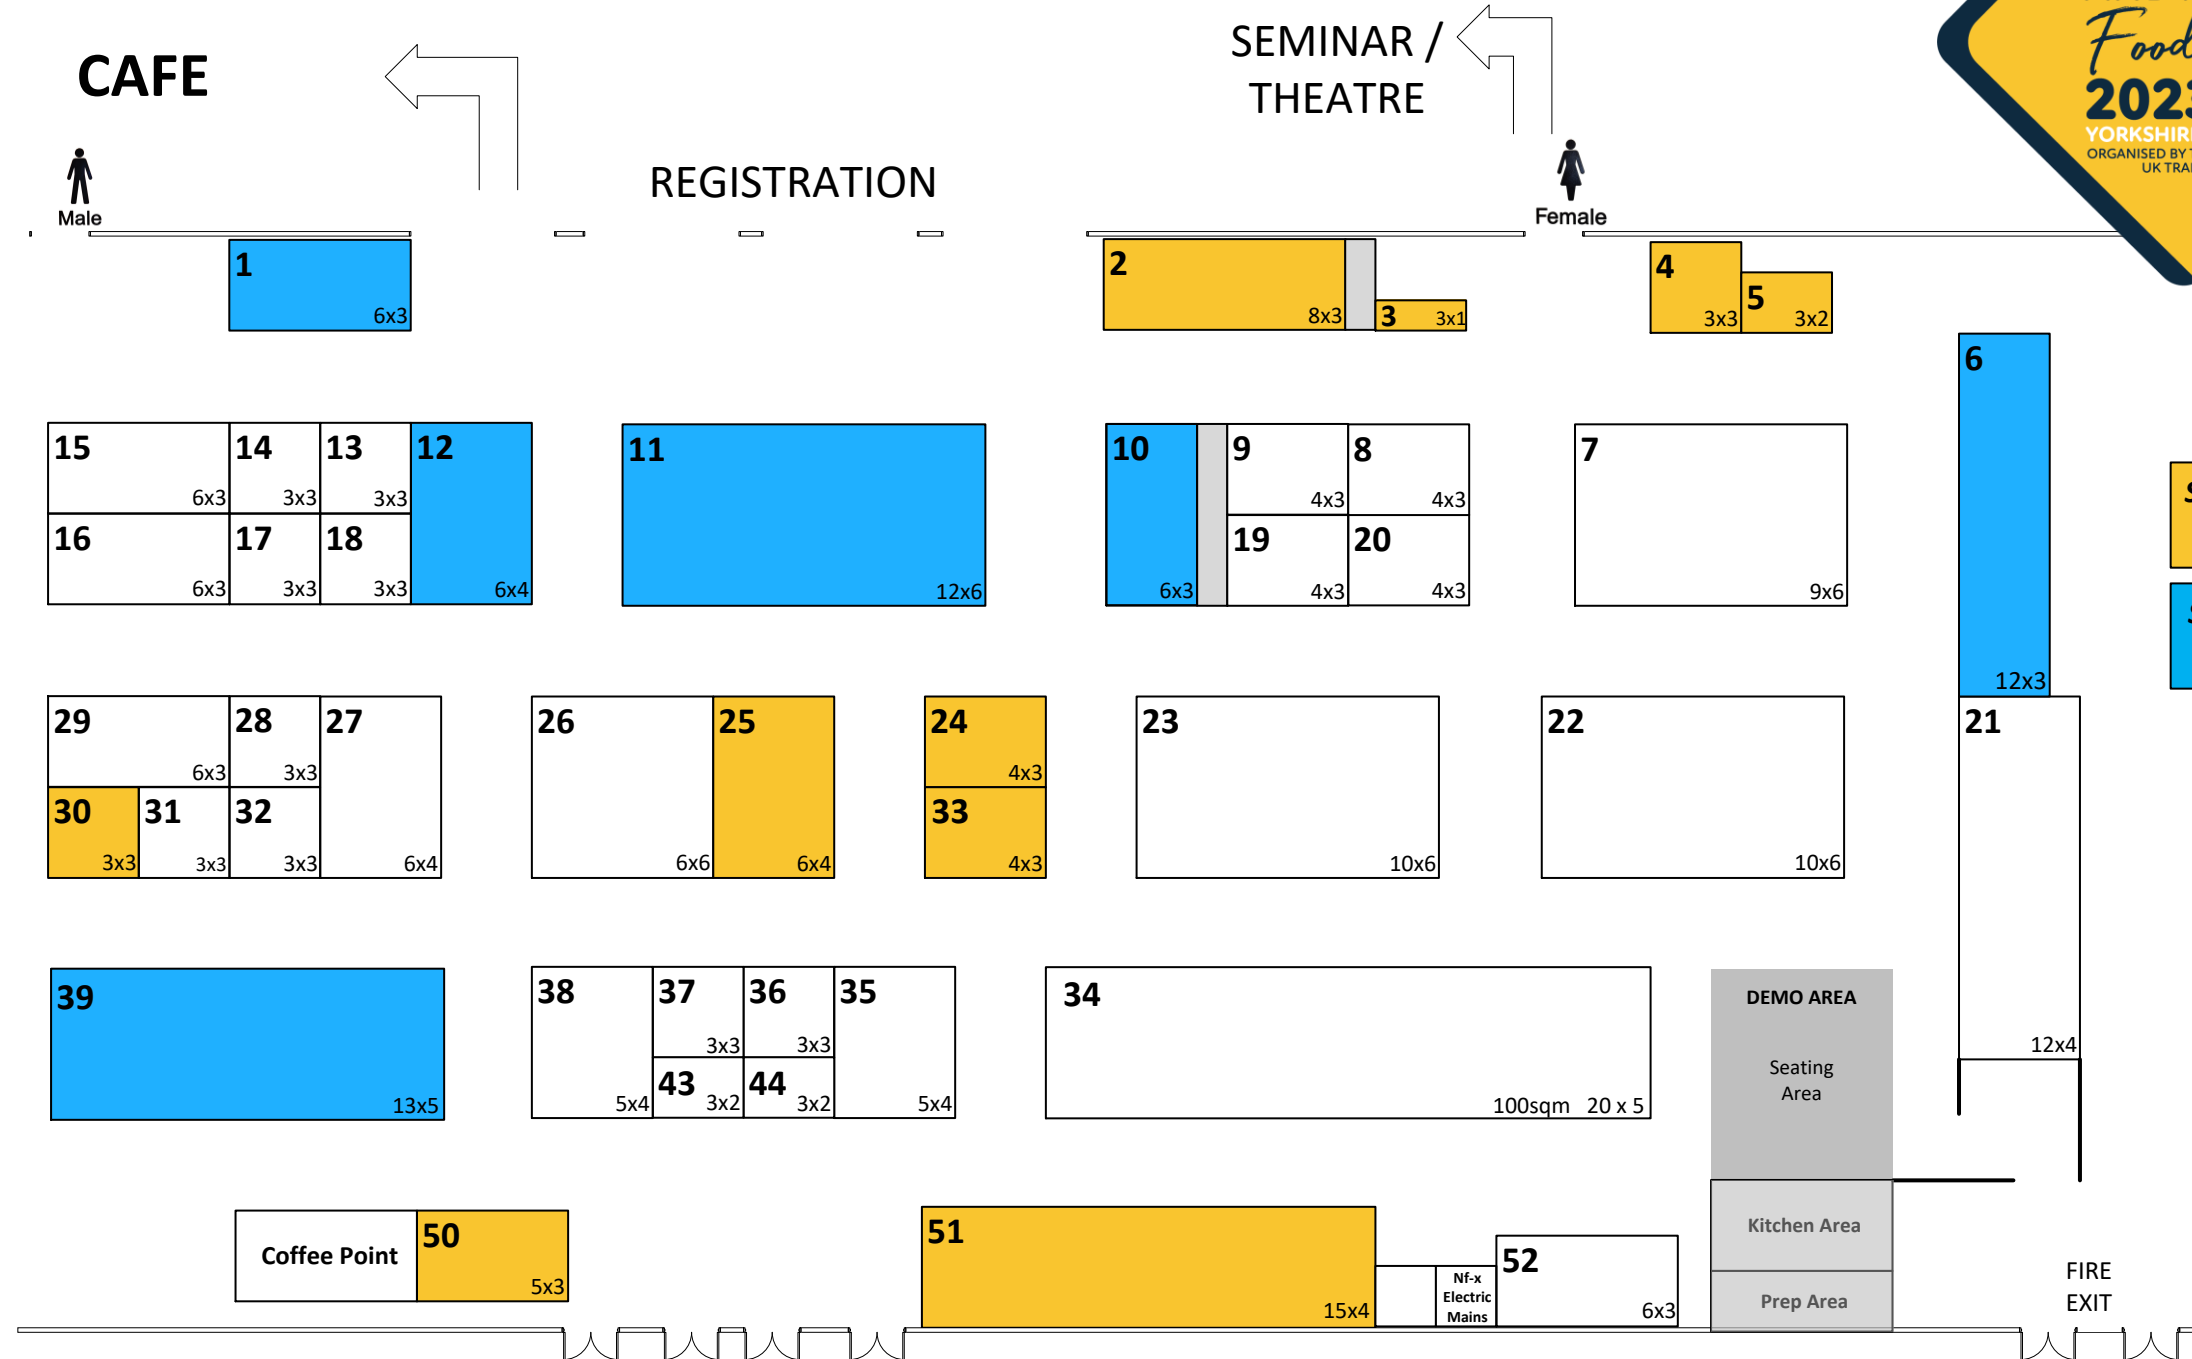 CAFE
SEMINAR /
THEATRE
Food
2023
YORKSHIRE
ORGANISED BY
UK TRA
Male
REGISTRATION
Female
1
6x3
2
8x3
3
3x1
4
3x3
5
3x2
6
12x3
15
6x3
14
3x3
13
3x3
12
6x4
16
6x3
17
3x3
18
3x3
11
12x6
10
6x3
9
4x3
8
4x3
19
4x3
20
4x3
7
9x6
29
6x3
28
3x3
27
6x4
30
3x3
31
3x3
32
3x3
26
6x6
25
6x4
24
4x3
33
4x3
23
10x6
22
10x6
21
12x4
39
13x5
38
5x4
37
3x3
36
3x3
35
5x4
43
3x2
44
3x2
34
100sqm 20 x 5
DEMO AREA
Seating
Area
Kitchen Area
Prep Area
Coffee Point
50
5x3
51
15x4
Nf-x
Electric
Mains
52
6x3
FIRE
EXIT